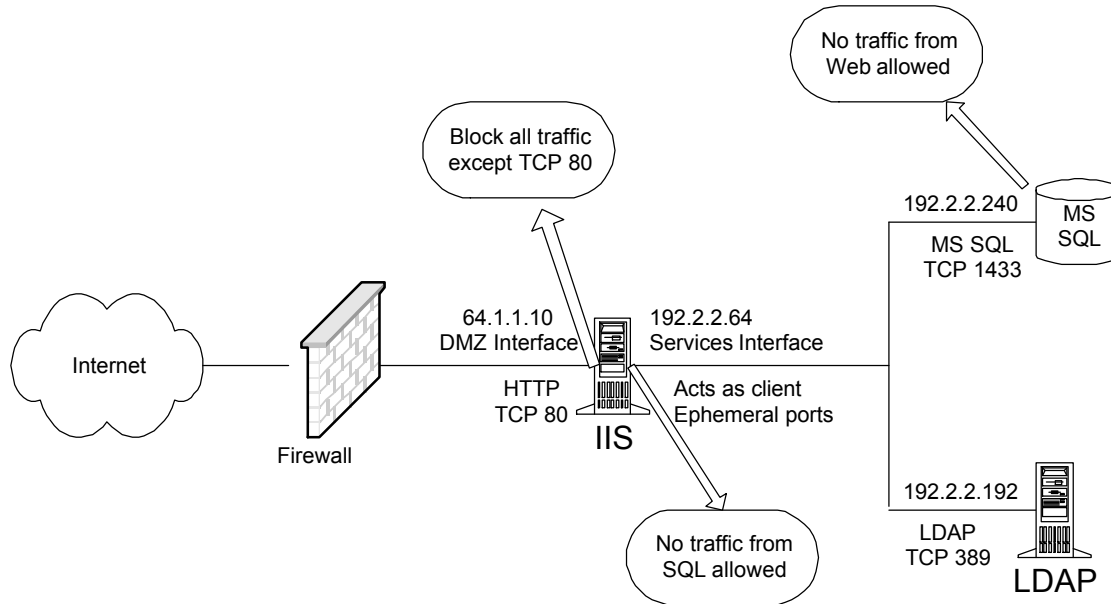 No traffic from
Web allowed
Block all traffic
except TCP 80
192.2.2.240
MS
SQL
MS SQL
TCP 1433
64.1.1.10
DMZ Interface
192.2.2.64
Services Interface
Internet
HTTP
TCP 80
Acts as client
Ephemeral ports
IIS
Firewall
192.2.2.192
No traffic from
SQL allowed
LDAP
TCP 389
LDAP